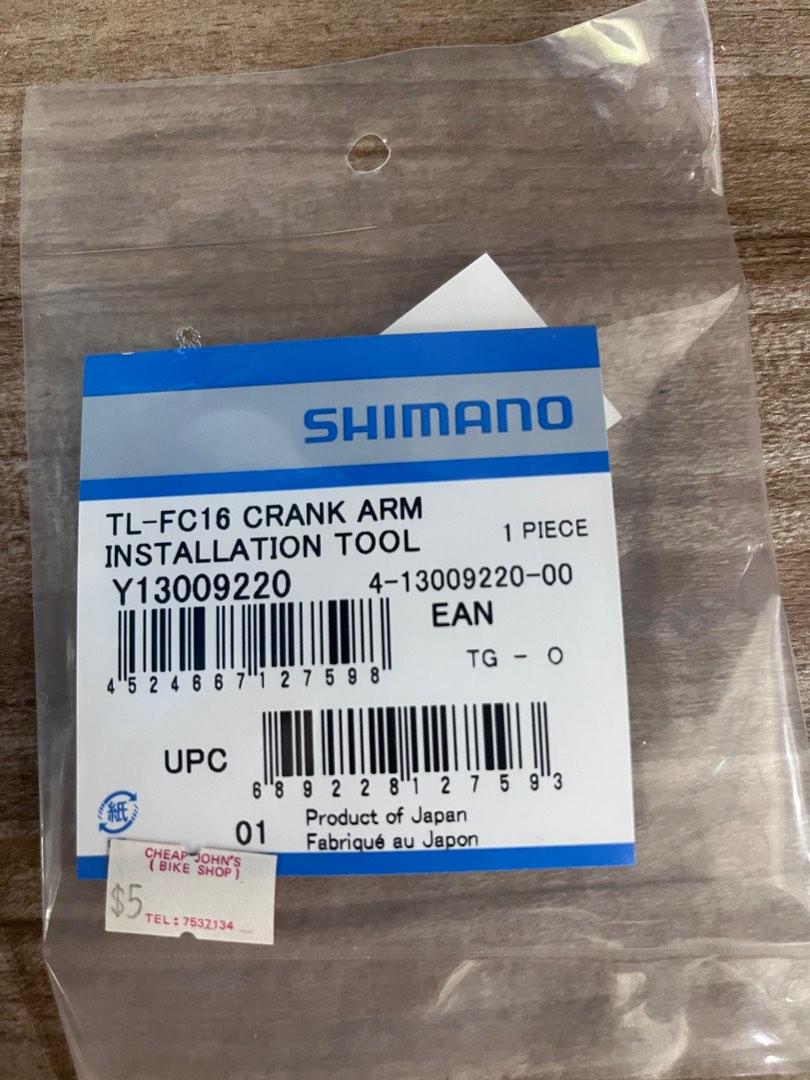 SHIMANO
TL-FC16 CRANK ARM
INSTALLATION TOOL
1 PIECE
Y13009220
4-13009220-00
EAN
TG - O
4524667127598
UPC
689228127593
紙
01
Product of Japan
Fabriqué au Japon
CHEAP JOHN'S
(BIKE SHOP)
$5
TEL:7537134